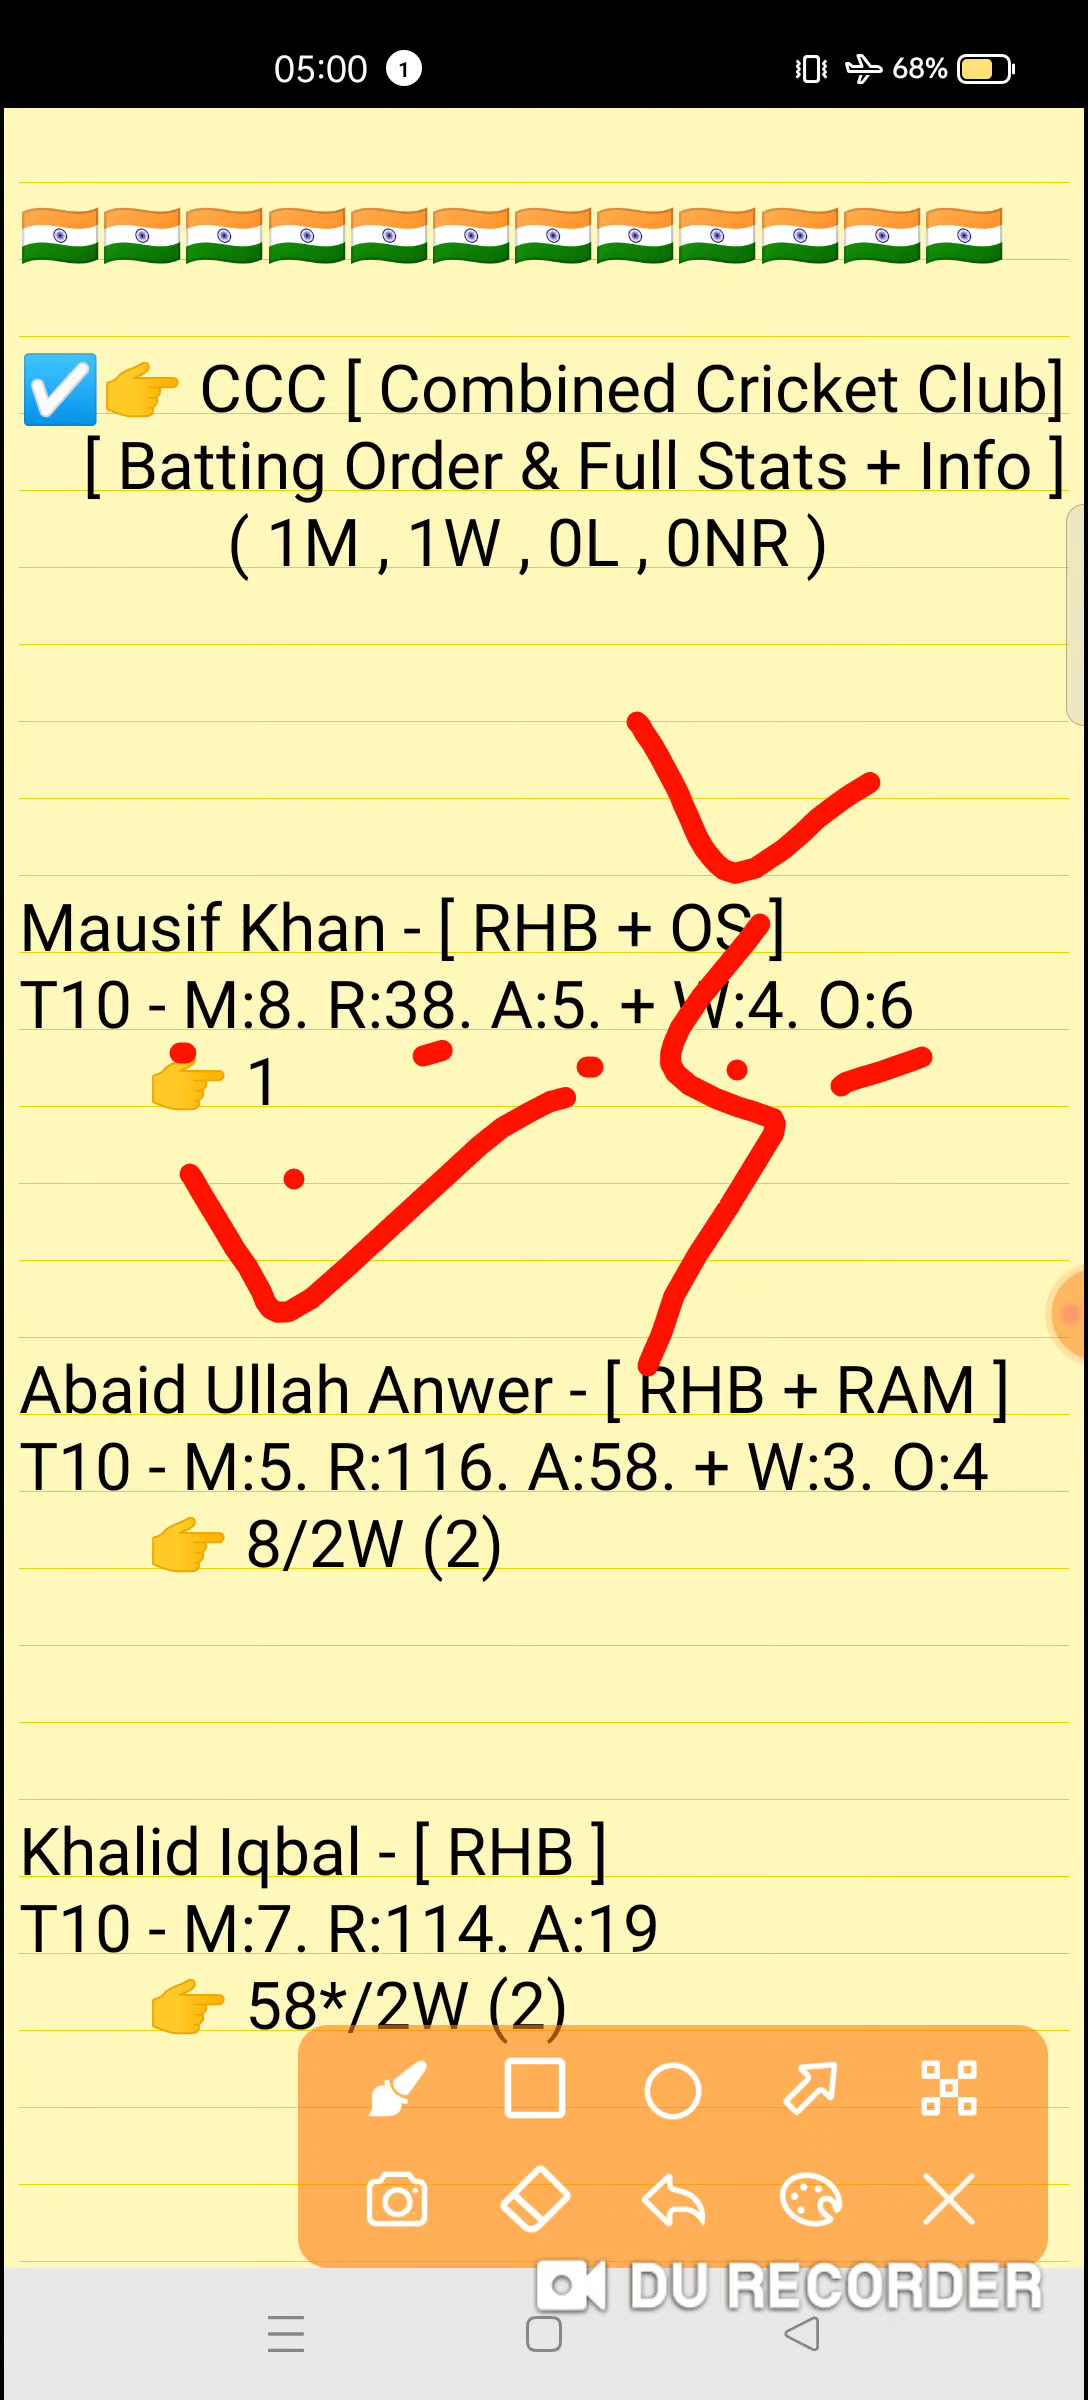 05:00 1 68%
CCC [ Combined Cricket Club]
[ Batting Order & Full Stats + Info ]
( 1M , 1W , 0L , 0NR )
Mausif Khan - [ RHB + OS ]
T10 - M:8. R:38. A:5. + W:4. O:6
1
Abaid Ullah Anwer - [ RHB + RAM ]
T10 - M:5. R:116. A:58. + W:3. O:4
8/2W (2)
Khalid Iqbal - [ RHB ]
T10 - M:7. R:114. A:19
58*/2W (2)
DU RECORDER